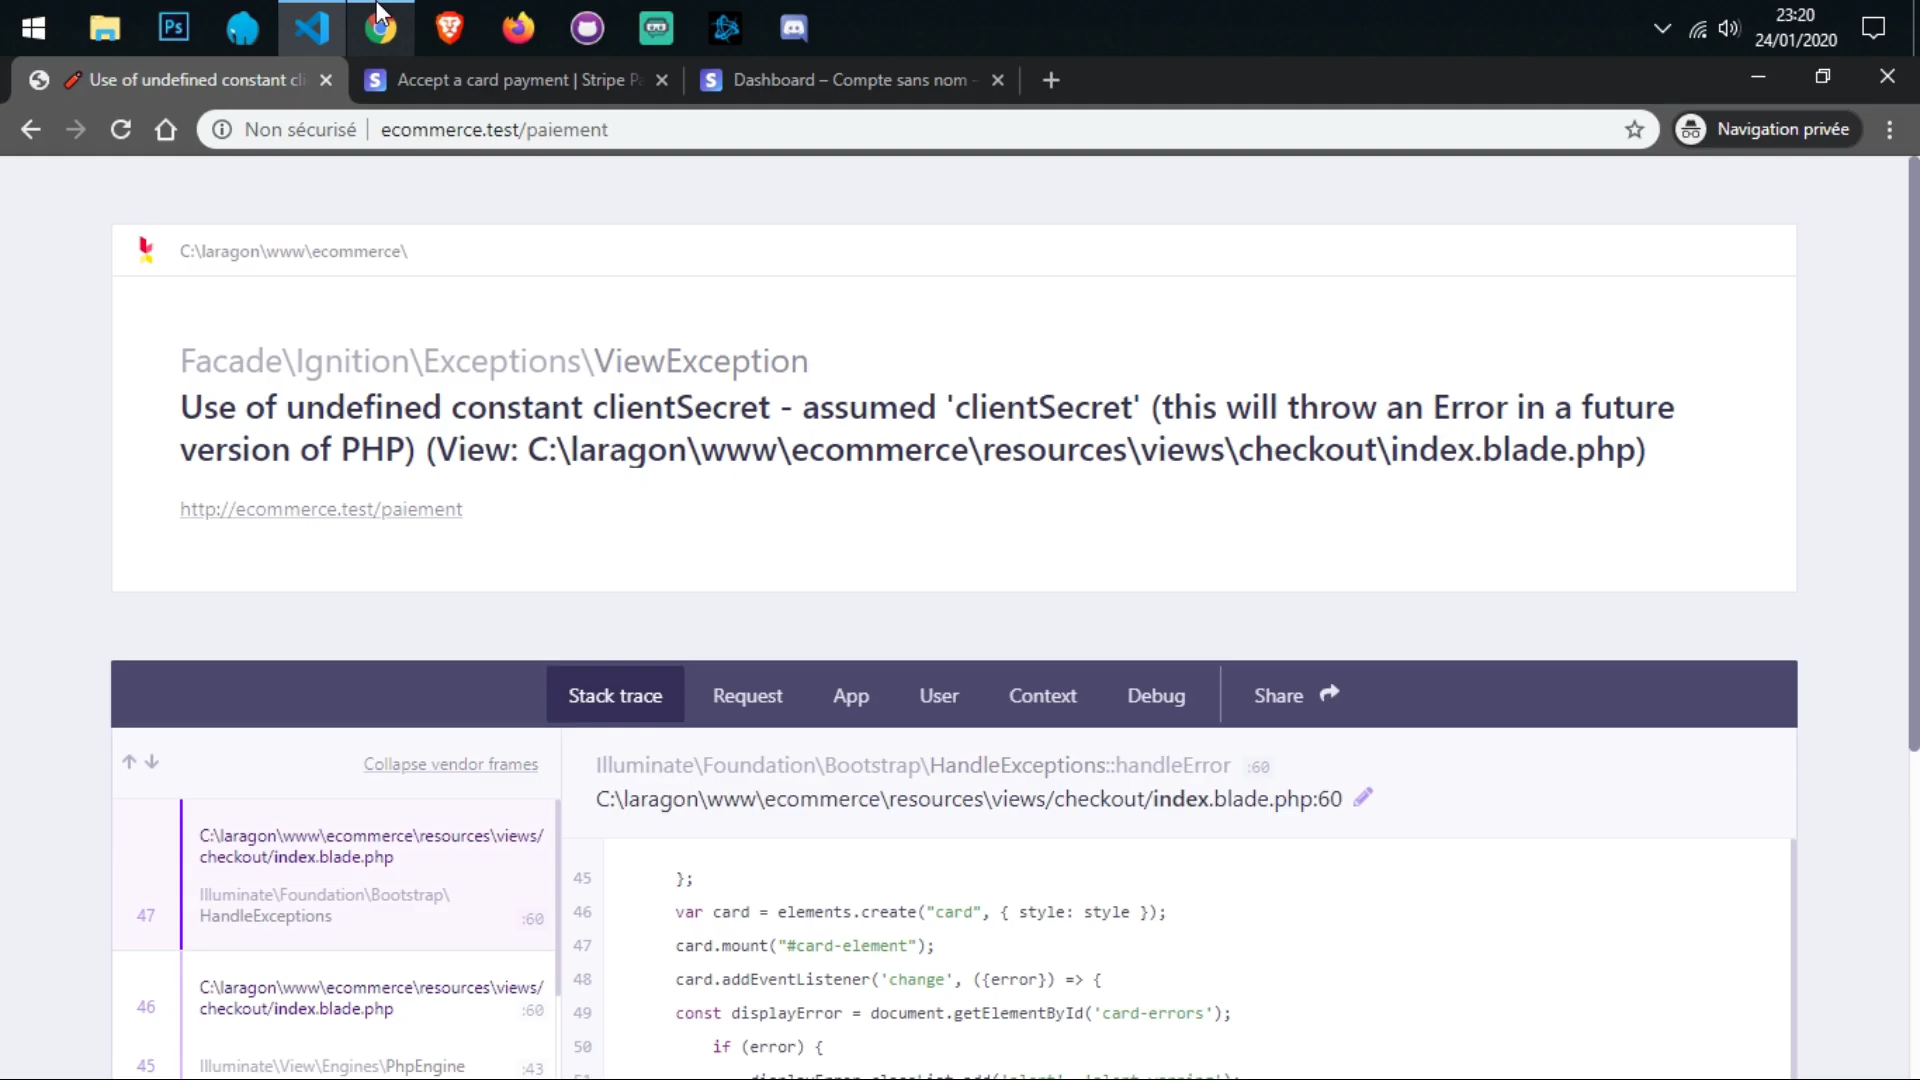 Ps
23:20
24/01/2020
Use of undefined constant cli
Accept a card payment | Stripe Pa
Dashboard – Compte sans nom –
Non sécurisé
ecommerce.test/paiement
Navigation privée
C:\laragon\www\ecommerce\
Facade\Ignition\Exceptions\ViewException
Use of undefined constant clientSecret - assumed 'clientSecret' (this will throw an Error in a future
version of PHP) (View: C:\laragon\www\ecommerce\resources\views\checkout\index.blade.php)
http://ecommerce.test/paiement
Stack trace
Request
App
User
Context
Debug
Share
Collapse vendor frames
C:\laragon\www\ecommerce\resources\views/
checkout/index.blade.php
Illuminate\Foundation\Bootstrap\
47 HandleExceptions :60
C:\laragon\www\ecommerce\resources\views/
46 checkout/index.blade.php :60
45 Illuminate\View\Engines\PhpEngine :43
Illuminate\Foundation\Bootstrap\HandleExceptions::handleError :60
C:\laragon\www\ecommerce\resources\views/checkout/index.blade.php:60
45 };
46 var card = elements.create("card", { style: style });
47 card.mount("#card-element");
48 card.addEventListener('change', ({error}) => {
49 const displayError = document.getElementById('card-errors');
50 if (error) {